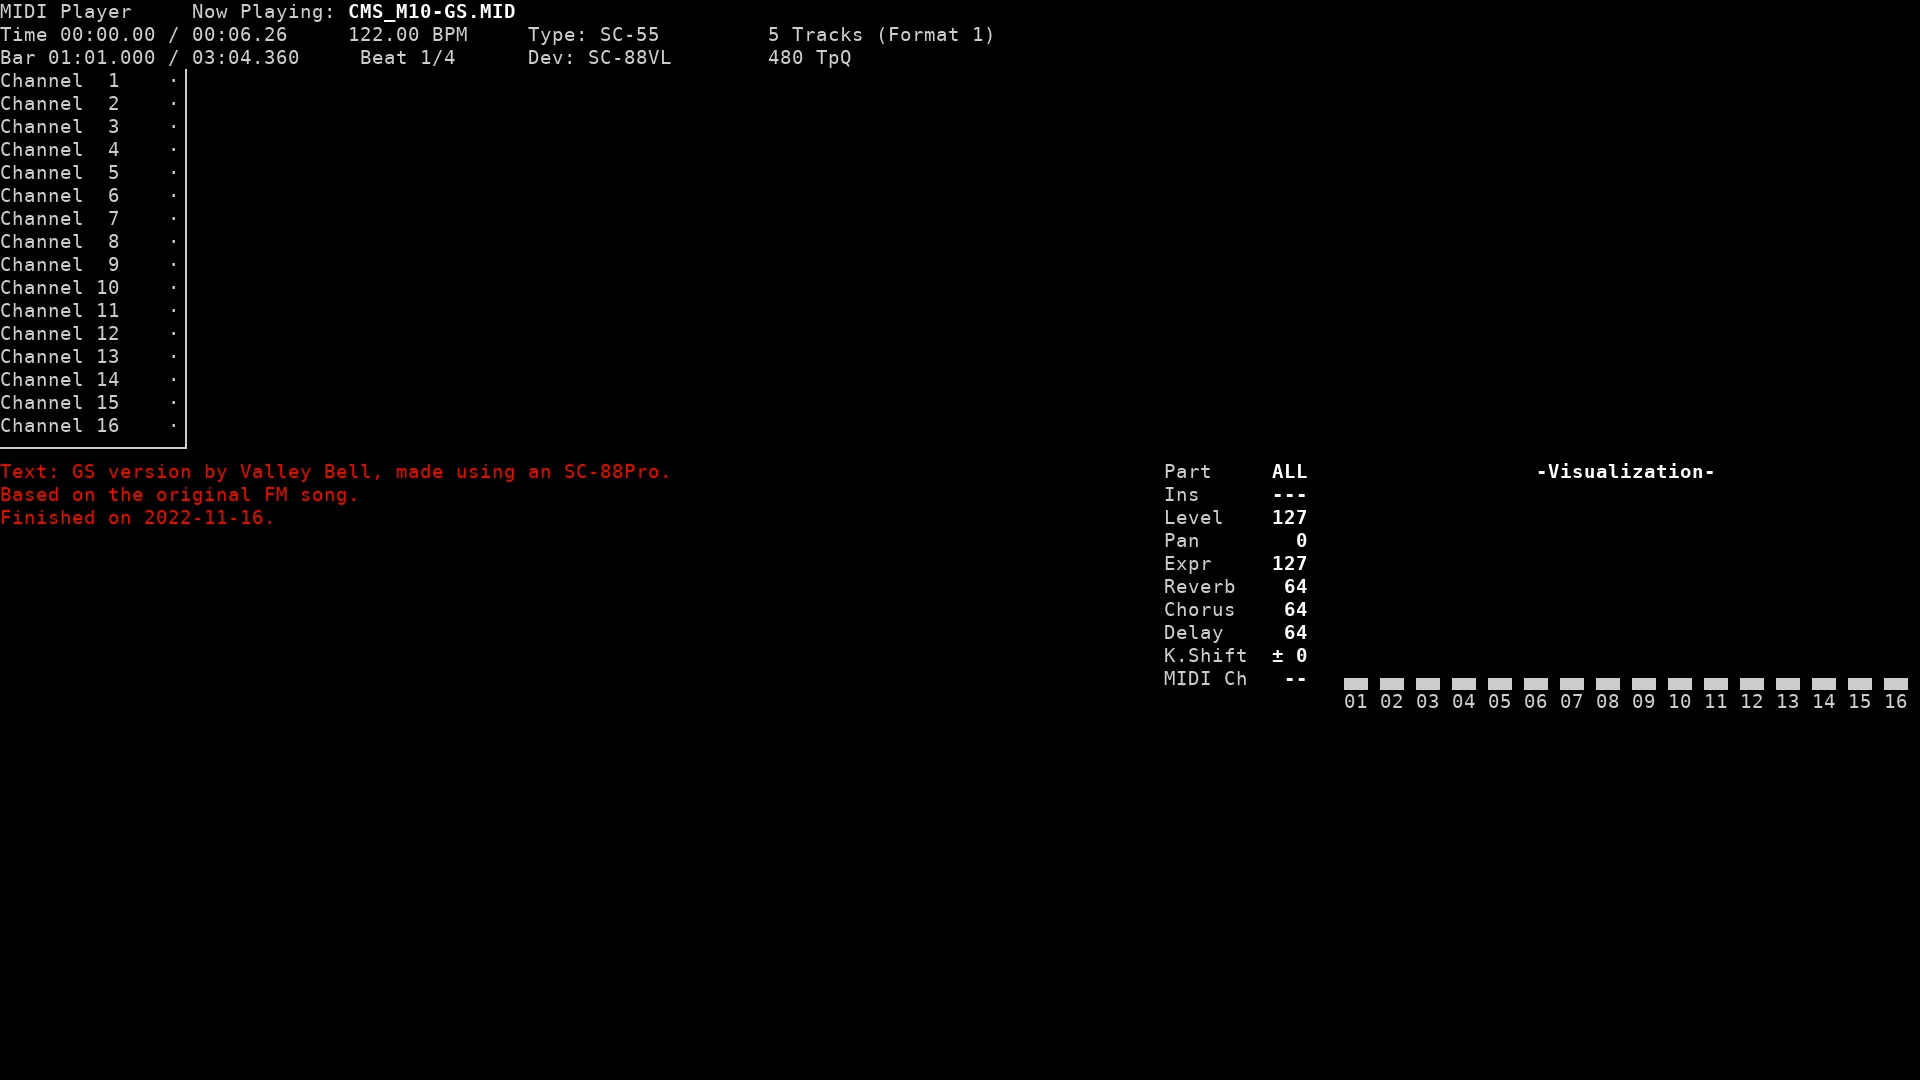 MIDI Player     Now Playing: CMS_M10-GS.MID
Time 00:00.00 / 00:06.26     122.00 BPM     Type: SC-55         5 Tracks (Format 1)
Bar 01:01.000 / 03:04.360     Beat 1/4      Dev: SC-88VL        480 TpQ
Channel  1    ·
Channel  2    ·
Channel  3    ·
Channel  4    ·
Channel  5    ·
Channel  6    ·
Channel  7    ·
Channel  8    ·
Channel  9    ·
Channel 10    ·
Channel 11    ·
Channel 12    ·
Channel 13    ·
Channel 14    ·
Channel 15    ·
Channel 16    ·
Text: GS version by Valley Bell, made using an SC-88Pro.
Based on the original FM song.
Finished on 2022-11-16.
Part     ALL
Ins      ---
Level    127
Pan        0
Expr     127
Reverb    64
Chorus    64
Delay     64
K.Shift  ± 0
MIDI Ch   --
-Visualization-
01 02 03 04 05 06 07 08 09 10 11 12 13 14 15 16